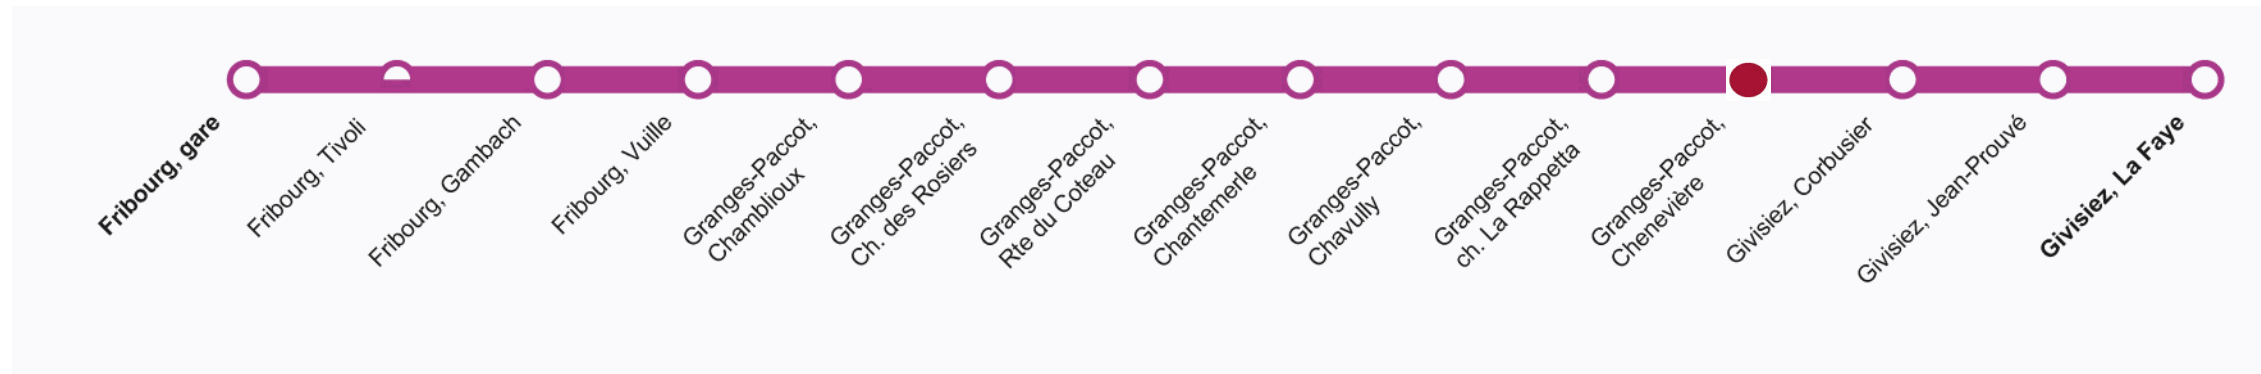 Fribourg, gare
Fribourg, Tivoli
Fribourg, Gambach
Fribourg, Vuille
Granges-Paccot,
Chamblioux
Granges-Paccot,
Ch. des Rosiers
Granges-Paccot,
Rte du Coteau
Granges-Paccot,
Chantemerle
Granges-Paccot,
Chavully
Granges-Paccot,
ch. La Rappetta
Granges-Paccot,
Chenevière
Givisiez, Corbusier
Givisiez, Jean-Prouvé
Givisiez, La Faye